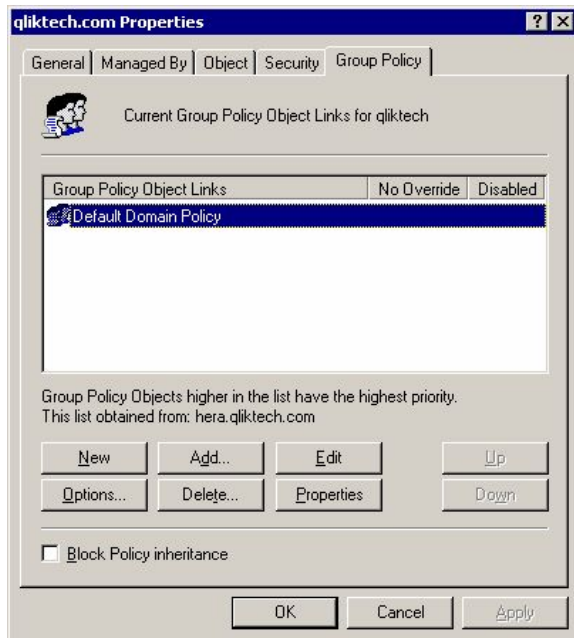 qliktech.com Properties
General Managed By Object Security Group Policy
Current Group Policy Object Links for qliktech
Group Policy Object Links No Override Disabled
Default Domain Policy
Group Policy Objects higher in the list have the highest priority.
This list obtained from: hera.qliktech.com
New Add... Edit Up
Options... Delete... Properties Down
Block Policy inheritance
OK Cancel Apply